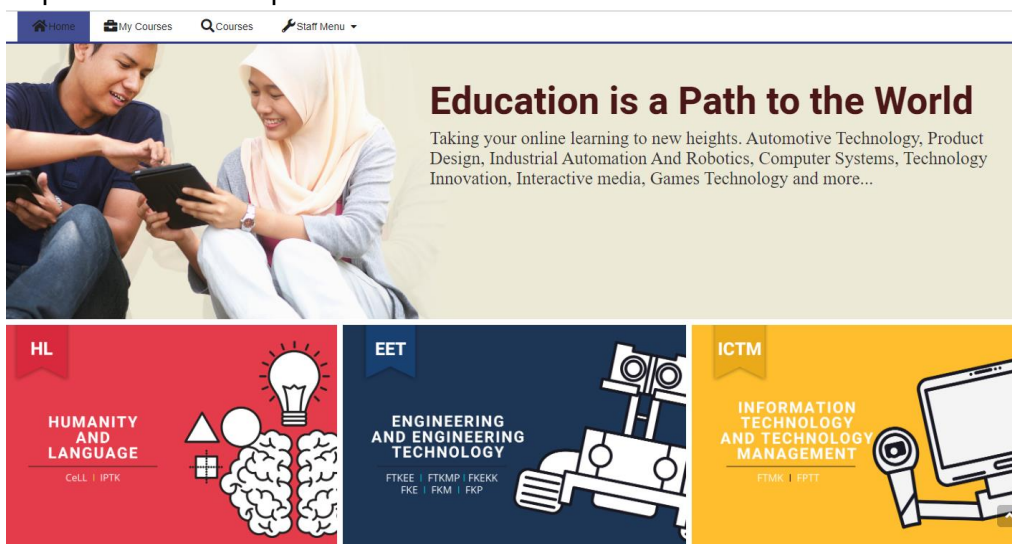 Home My Courses Courses Staff Menu
Education is a Path to the World
Taking your online learning to new heights. Automotive Technology, Product
Design, Industrial Automation And Robotics, Computer Systems, Technology
Innovation, Interactive media, Games Technology and more...
HL
HUMANITY
AND
LANGUAGE
CeLL | IPTK
EET
ENGINEERING
AND ENGINEERING
TECHNOLOGY
FTKEE | FTKMP | FKEKK
FKE | FKM | FKP
ICTM
INFORMATION
TECHNOLOGY
AND TECHNOLOGY
MANAGEMENT
FTMK | FPTT